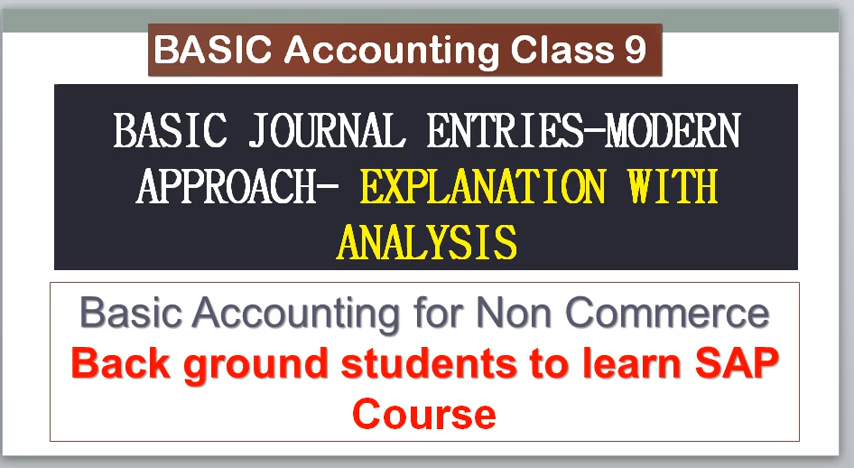 BASIC Accounting Class 9
BASIC JOURNAL ENTRIES-MODERN
APPROACH- EXPLANATION WITH
ANALYSIS
Basic Accounting for Non Commerce
Back ground students to learn SAP
Course